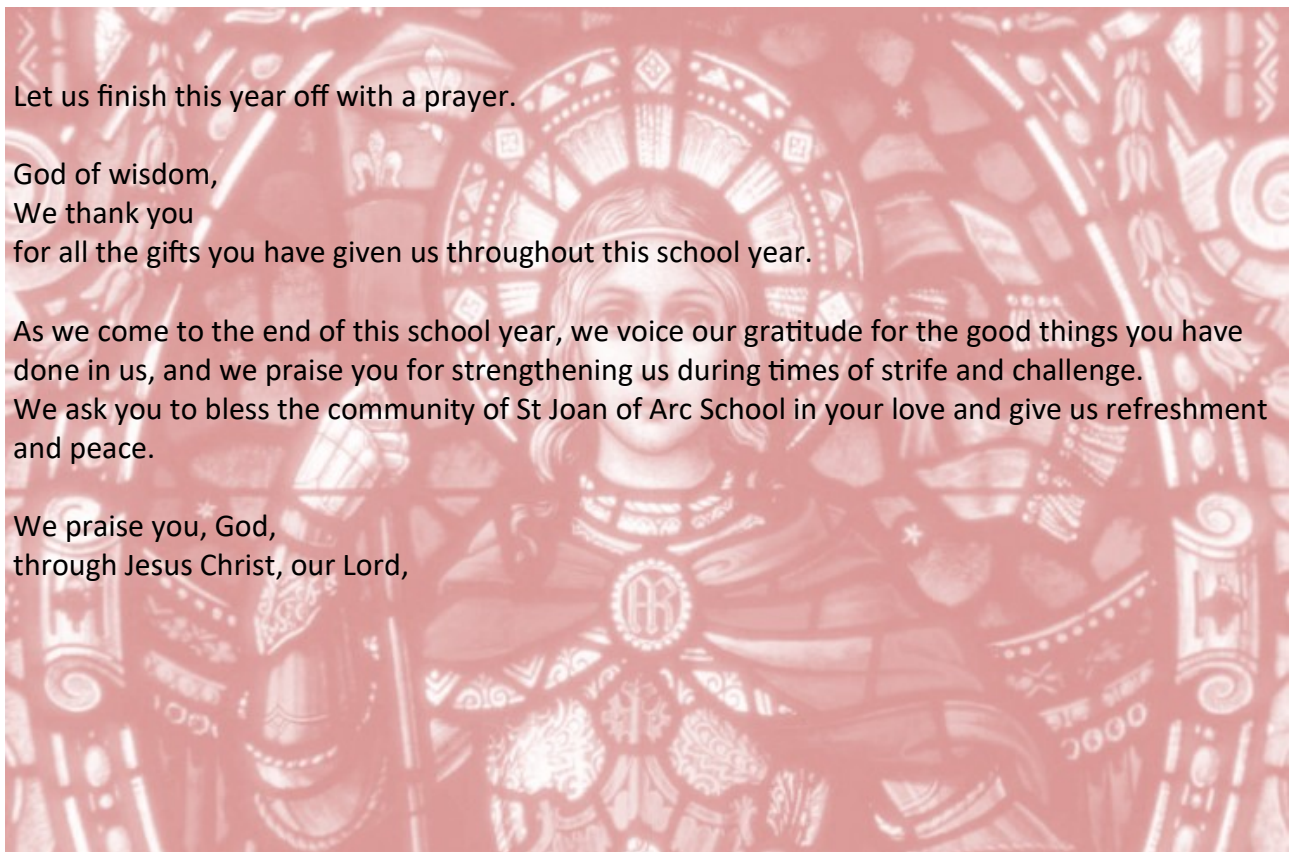 Let us finish this year off with a prayer.
God of wisdom,
We thank you
for all the gifts you have given us throughout this school year.
As we come to the end of this school year, we voice our gratitude for the good things you have
done in us, and we praise you for strengthening us during times of strife and challenge.
We ask you to bless the community of St Joan of Arc School in your love and give us refreshment
and peace.
We praise you, God,
through Jesus Christ, our Lord,